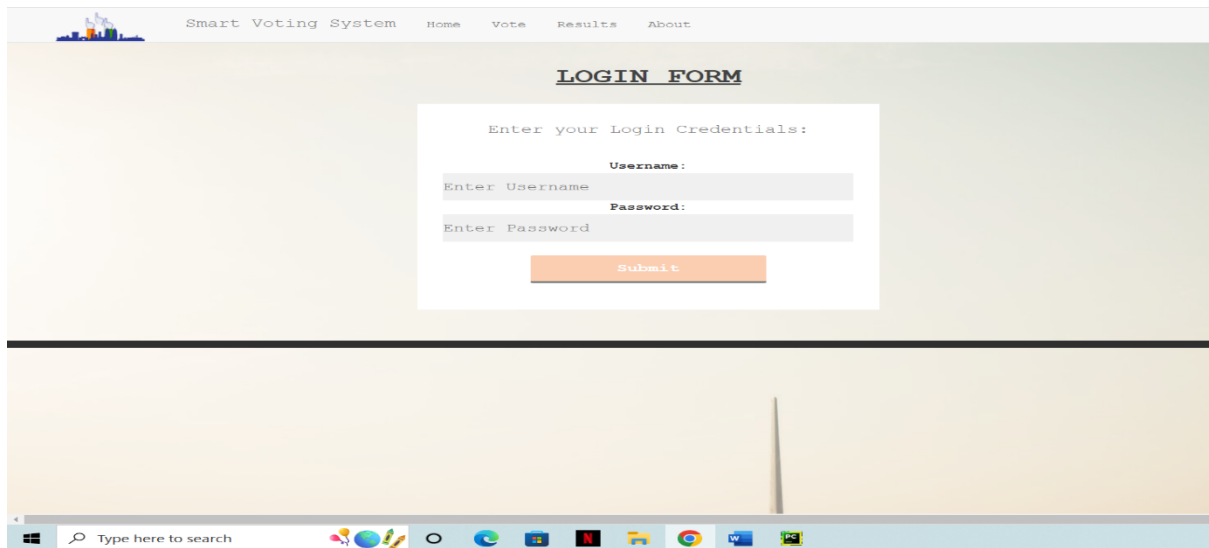 Smart Voting System Home Vote Results About
LOGIN FORM
Enter your Login Credentials:
Username:
Enter Username
Password:
Enter Password
Submit
Type here to search
N
W
PC